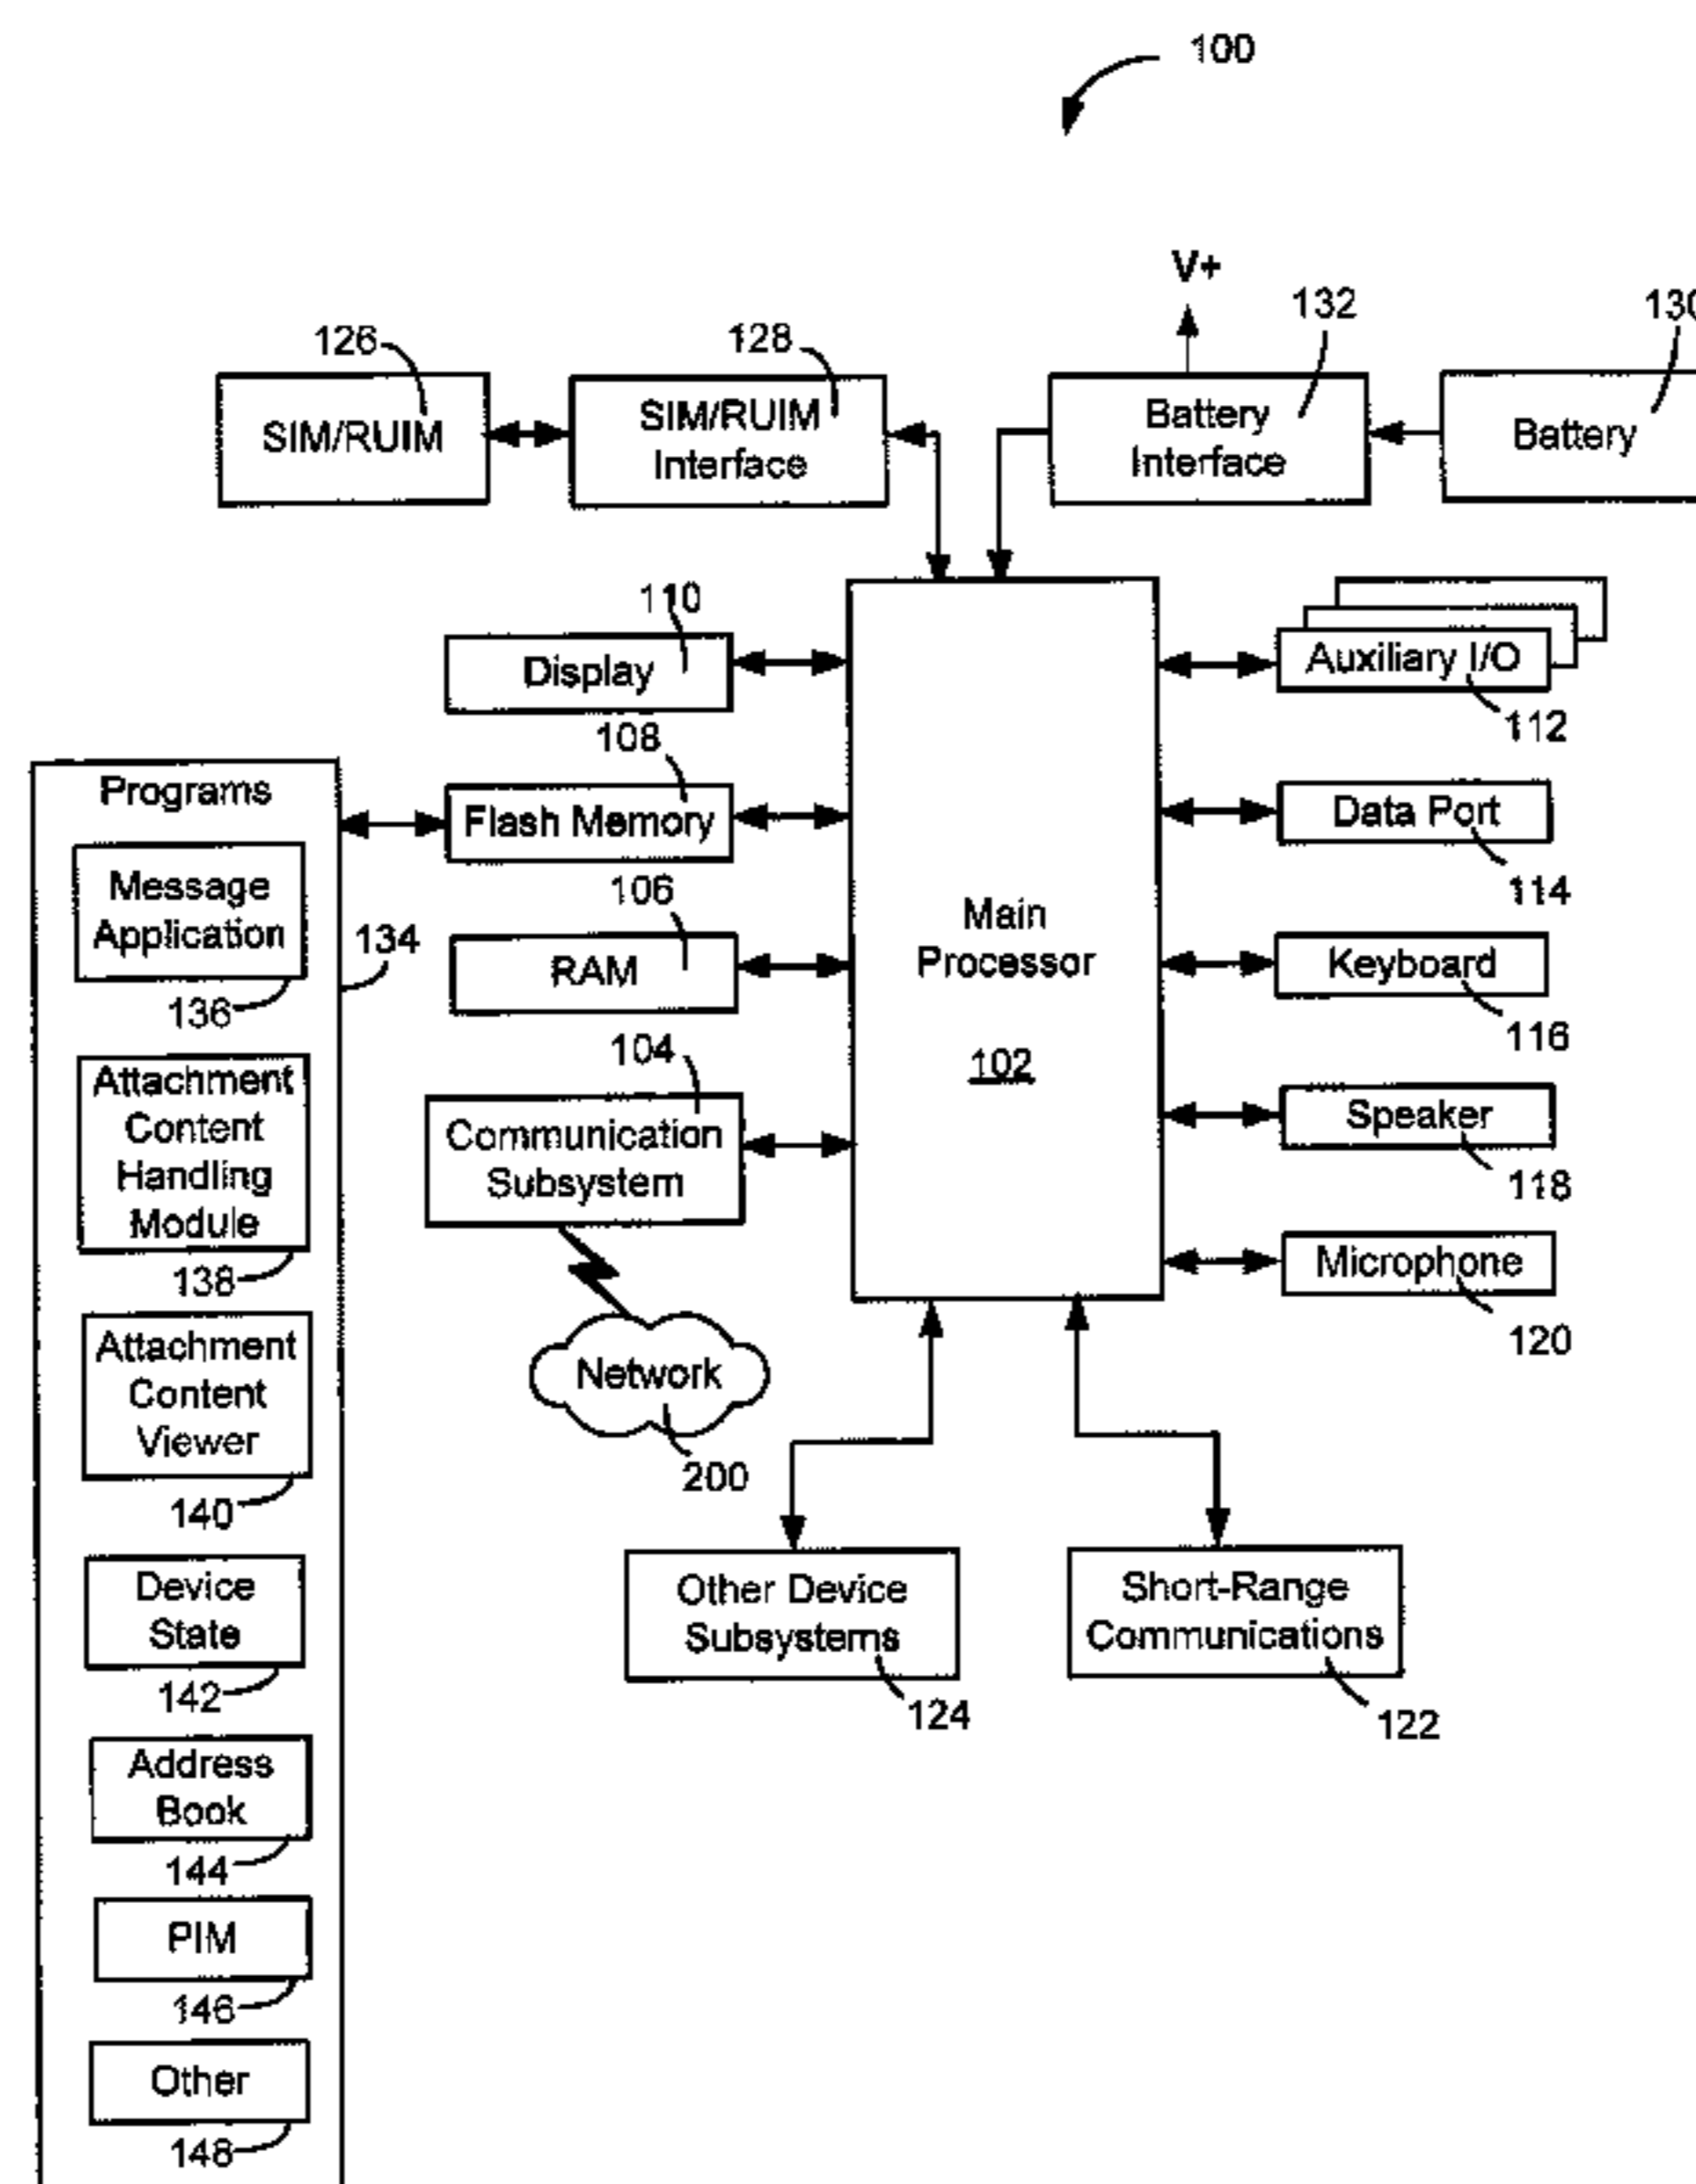 100
V+
126
128
132
130
SIM/RUIM
SIM/RUIM
Interface
Battery
Interface
Battery
110
Display
Auxiliary I/O
112
108
Programs
Flash Memory
Data Port
114
Message
Application
136
134
106
RAM
Main
Processor
102
Keyboard
116
Attachment
Content
Handling
Module
138
104
Communication
Subsystem
Speaker
118
Microphone
120
Attachment
Content
Viewer
140
Network
200
Device
State
142
Other Device
Subsystems
124
Short-Range
Communications
122
Address
Book
144
PIM
146
Other
148